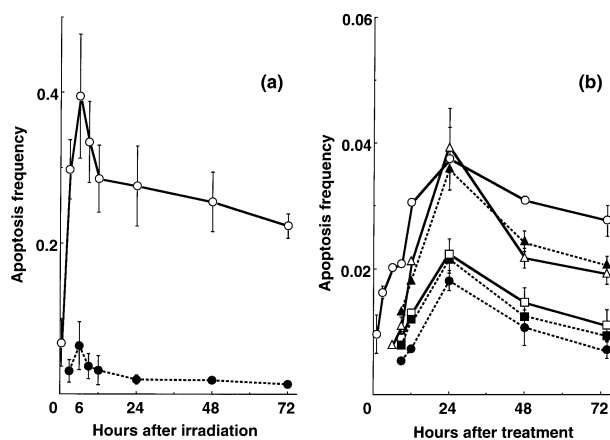 (a)
Apoptosis frequency
0.4
0.2
0 6 24 48 72
Hours after irradiation
(b)
Apoptosis frequency
0.06
0.04
0.02
0 24 48 72
Hours after treatment